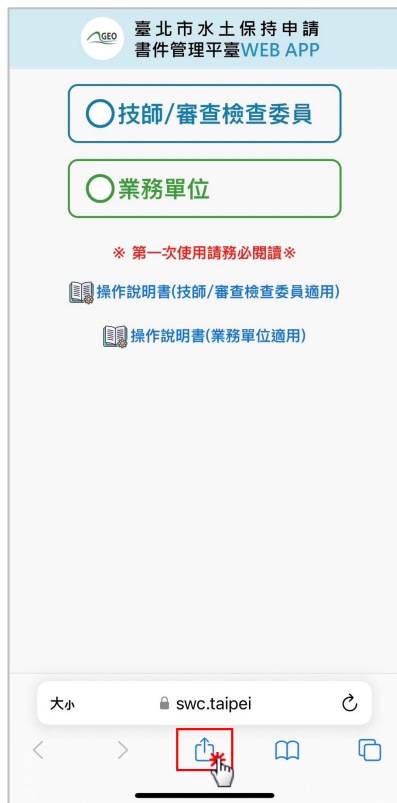 GEO
臺北市水土保持申請
書件管理平臺WEB APP
技師/審查檢查委員
業務單位
※ 第一次使用請務必閱讀※
操作說明書(技師/審查檢查委員適用)
操作說明書(業務單位適用)
大小 swc.taipei